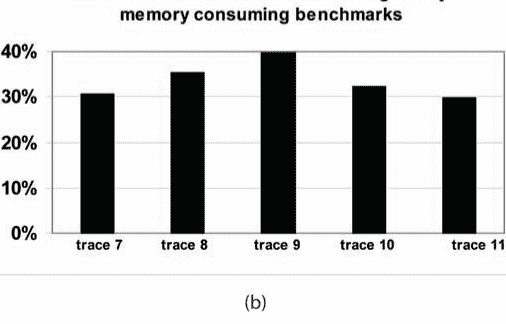 memory consuming benchmarks
40%
30%
20%
10%
0%
trace 7 trace 8 trace 9 trace 10 trace 11
(b)